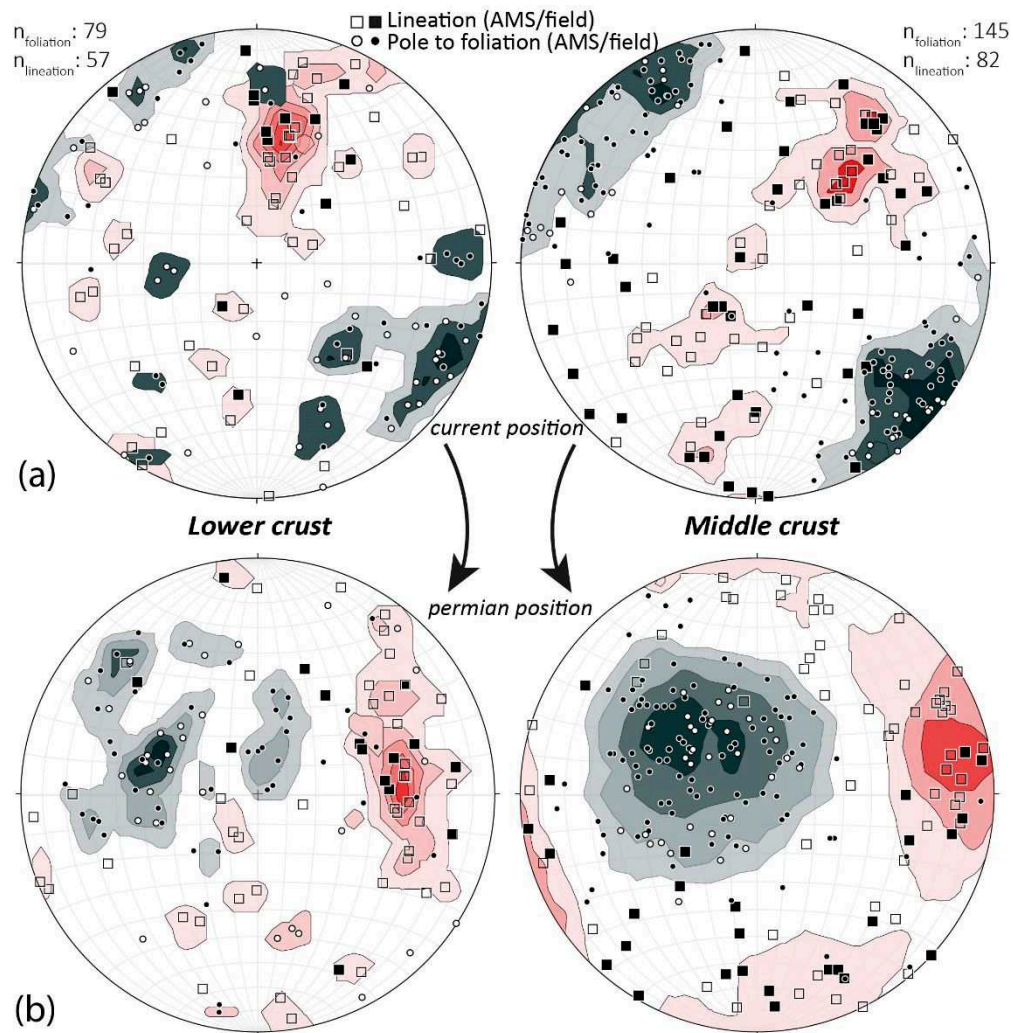 n foliation: 79
n lineation: 57
□ ■ Lineation (AMS/field)
○ • Pole to foliation (AMS/field)
n foliation: 145
n lineation: 82
current position
(a)
Lower crust
Middle crust
permian position
(b)